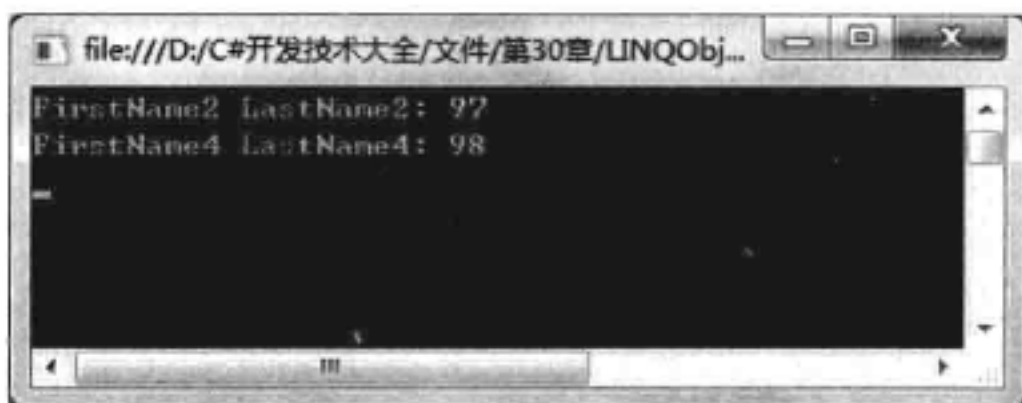 file:///D:/C#开发技术大全/文件/第30章/LINQObj...
FirstName2 LastName2: 97
FirstName4 LastName4: 98